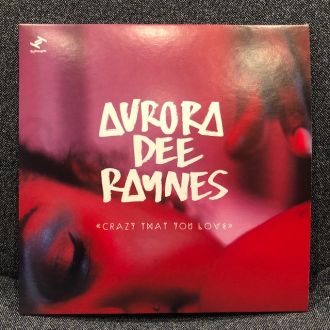 AURORA
DEE
RAYNES
«CRAZY THAT YOU LOVE»